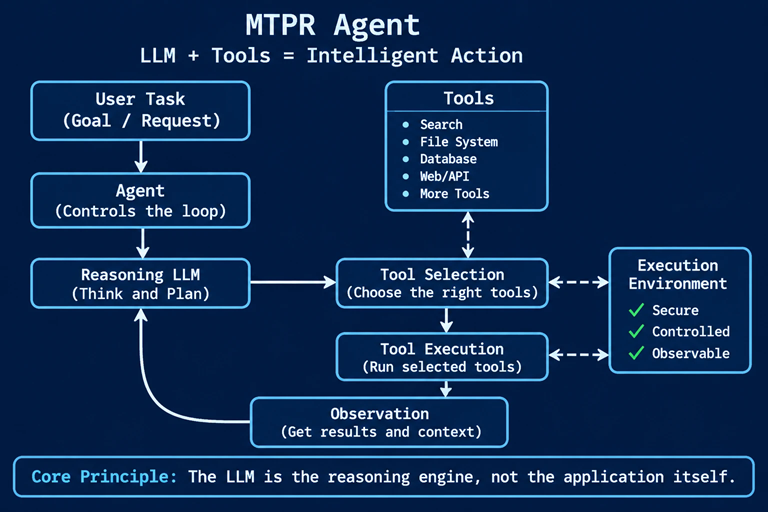 MTPR Agent
LLM + Tools = Intelligent Action
User Task
(Goal / Request)
Agent
(Controls the loop)
Reasoning LLM
(Think and Plan)
Tools
• Search
• File System
• Database
• Web/API
• More Tools
Tool Selection
(Choose the right tools)
Tool Execution
(Run selected tools)
Observation
(Get results and context)
Execution
Environment
✓ Secure
✓ Controlled
✓ Observable
Core Principle: The LLM is the reasoning engine, not the application itself.